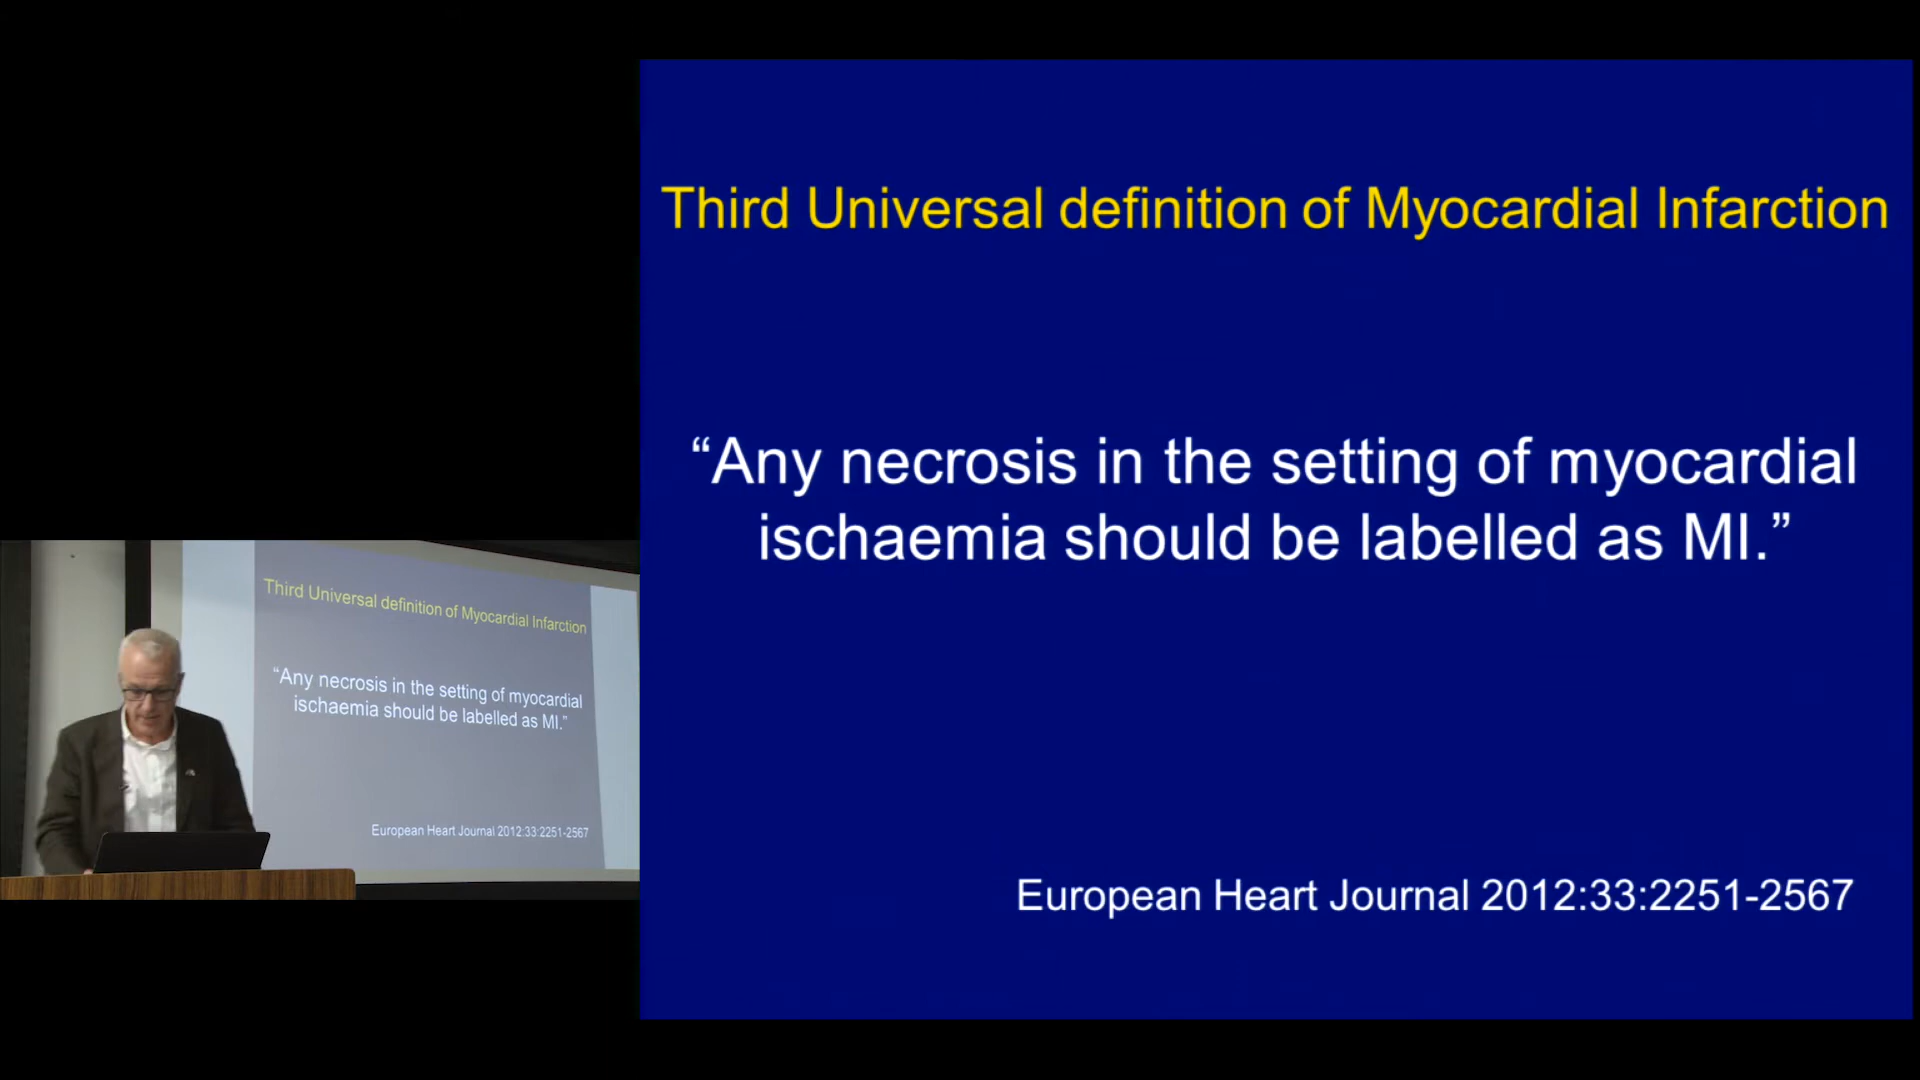 Third Universal definition of Myocardial Infarction
“Any necrosis in the setting of myocardial
ischaemia should be labelled as MI.”
European Heart Journal 2012:33:2251-2567
Third Universal definition of Myocardial Infarction
“Any necrosis in the setting of myocardial
ischaemia should be labelled as MI.”
European Heart Journal 2012:33:2251-2567